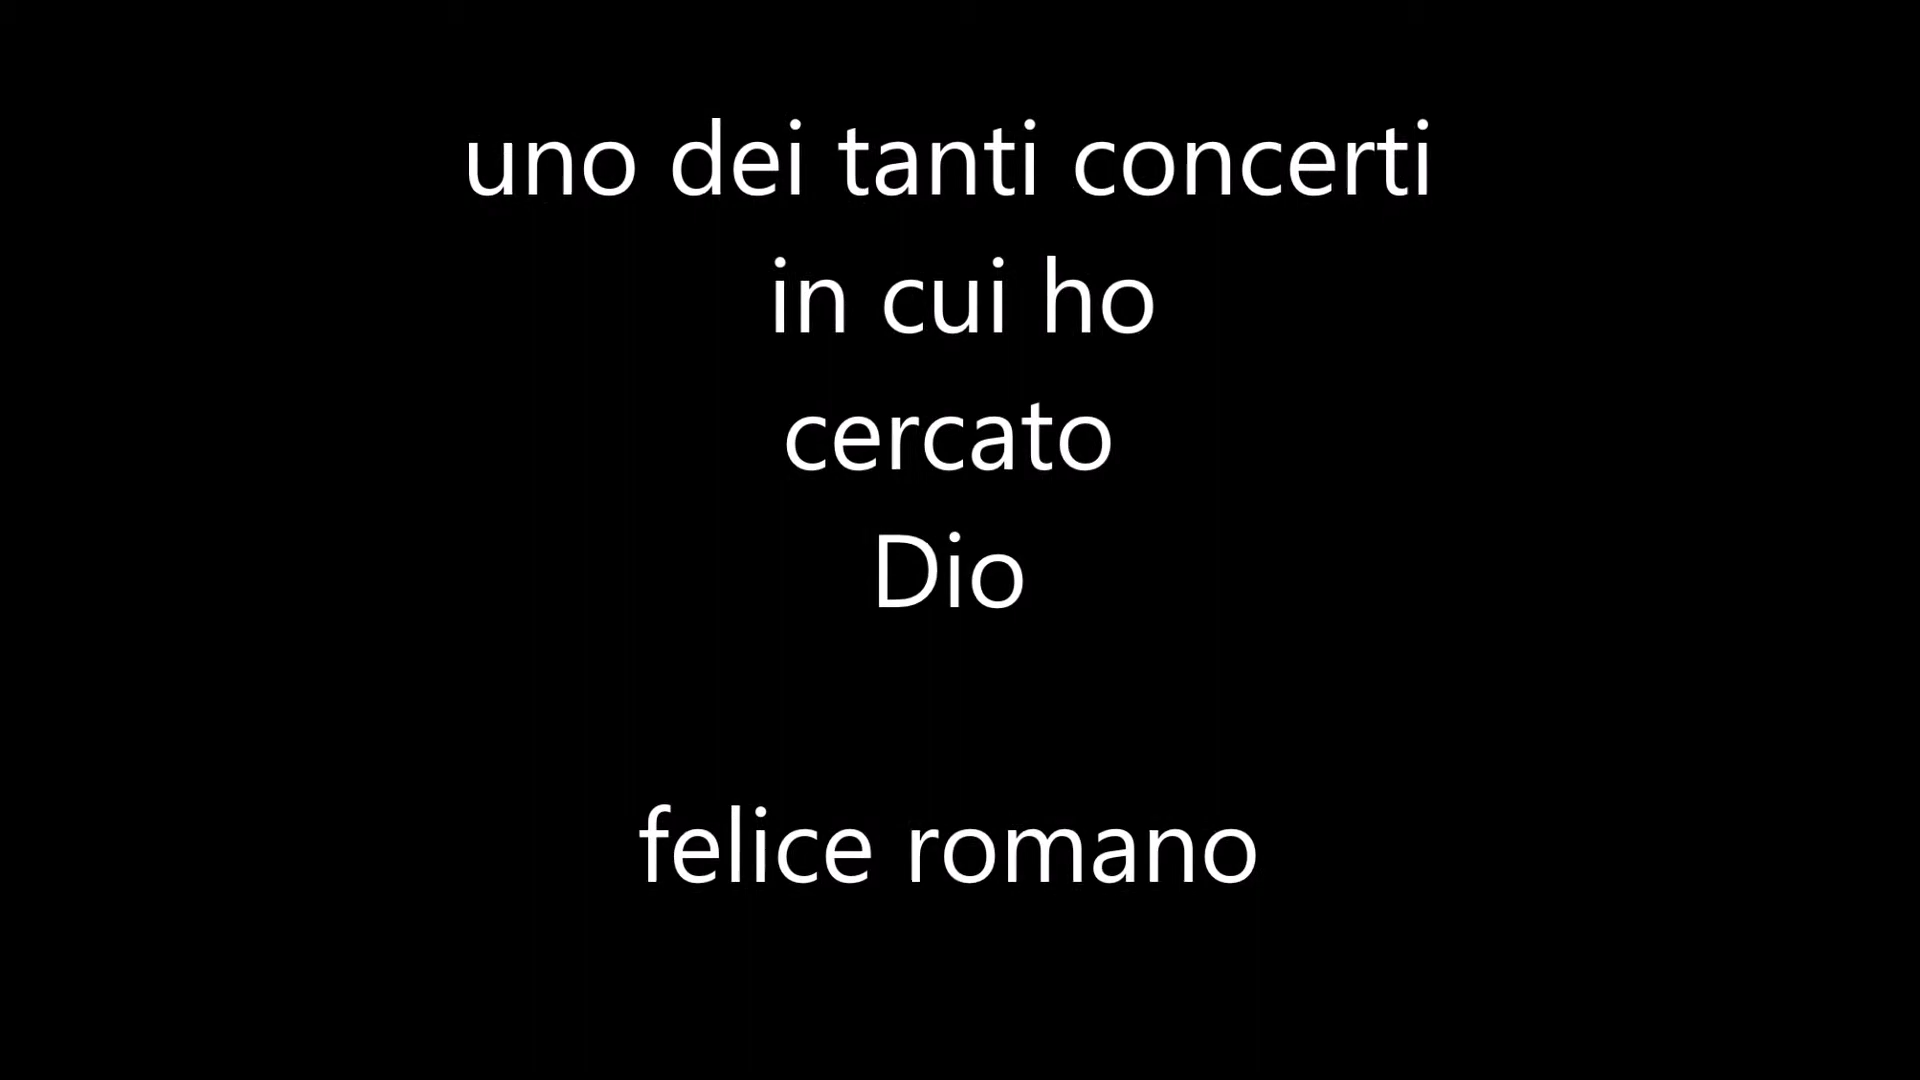 uno dei tanti concerti
in cui ho
cercato
Dio
felice romano